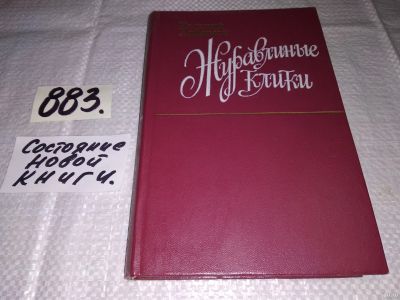 883.
Состояние
новой
книги.
Журавлиные
клики